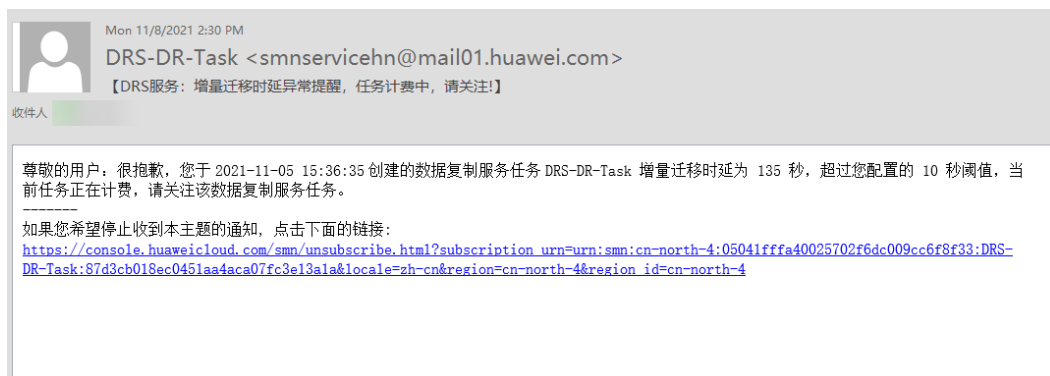 Mon 11/8/2021 2:30 PM
DRS-DR-Task <smnservicehn@mail01.huawei.com>
【DRS服务：增量迁移时延异常提醒，任务计费中，请关注!】
收件人
尊敬的用户：很抱歉，您于 2021-11-05 15:36:35 创建的数据复制服务任务 DRS-DR-Task 增量迁移时延为 135 秒，超过您配置的 10 秒阈值，当
前任务正在计费，请关注该数据复制服务任务。
-------
如果您希望停止收到本主题的通知，点击下面的链接：
https://console.huaweicloud.com/smn/unsubscribe.html?subscription_urn=urn:smn:cn-north-4:05041fffa40025702f6dc009cc6f8f33:DRS-
DR-Task:87d3cb018ec0451aa4aca07fc3e13a1a&locale=zh-cn&region=cn-north-4&region_id=cn-north-4